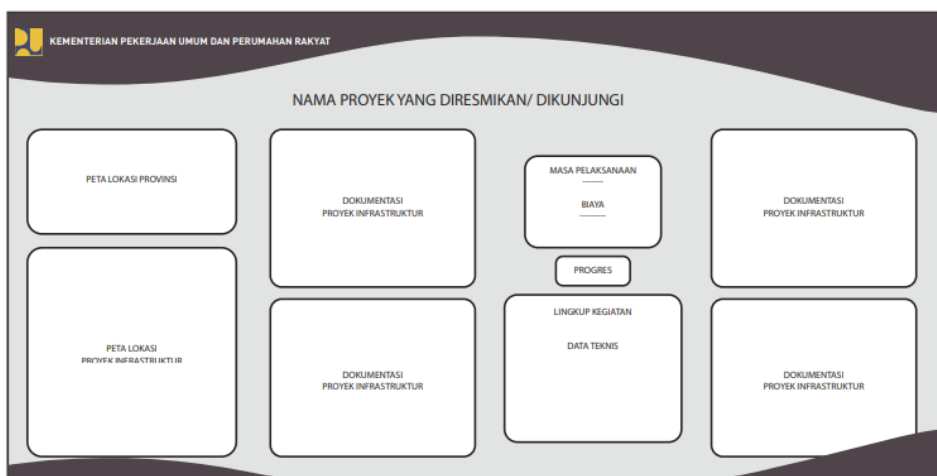 KEMENTERIAN PEKERJAAN UMUM DAN PERUMAHAN RAKYAT
NAMA PROYEK YANG DIRESMIKAN/ DIKUNJUNGI
PETA LOKASI PROVINSI
PETA LOKASI
PROYEK INFRASTRUKTUR
DOKUMENTASI
PROYEK INFRASTRUKTUR
DOKUMENTASI
PROYEK INFRASTRUKTUR
MASA PELAKSANAAN
BIAYA
PROGRES
LINGKUP KEGIATAN
DATA TEKNIS
DOKUMENTASI
PROYEK INFRASTRUKTUR
DOKUMENTASI
PROYEK INFRASTRUKTUR